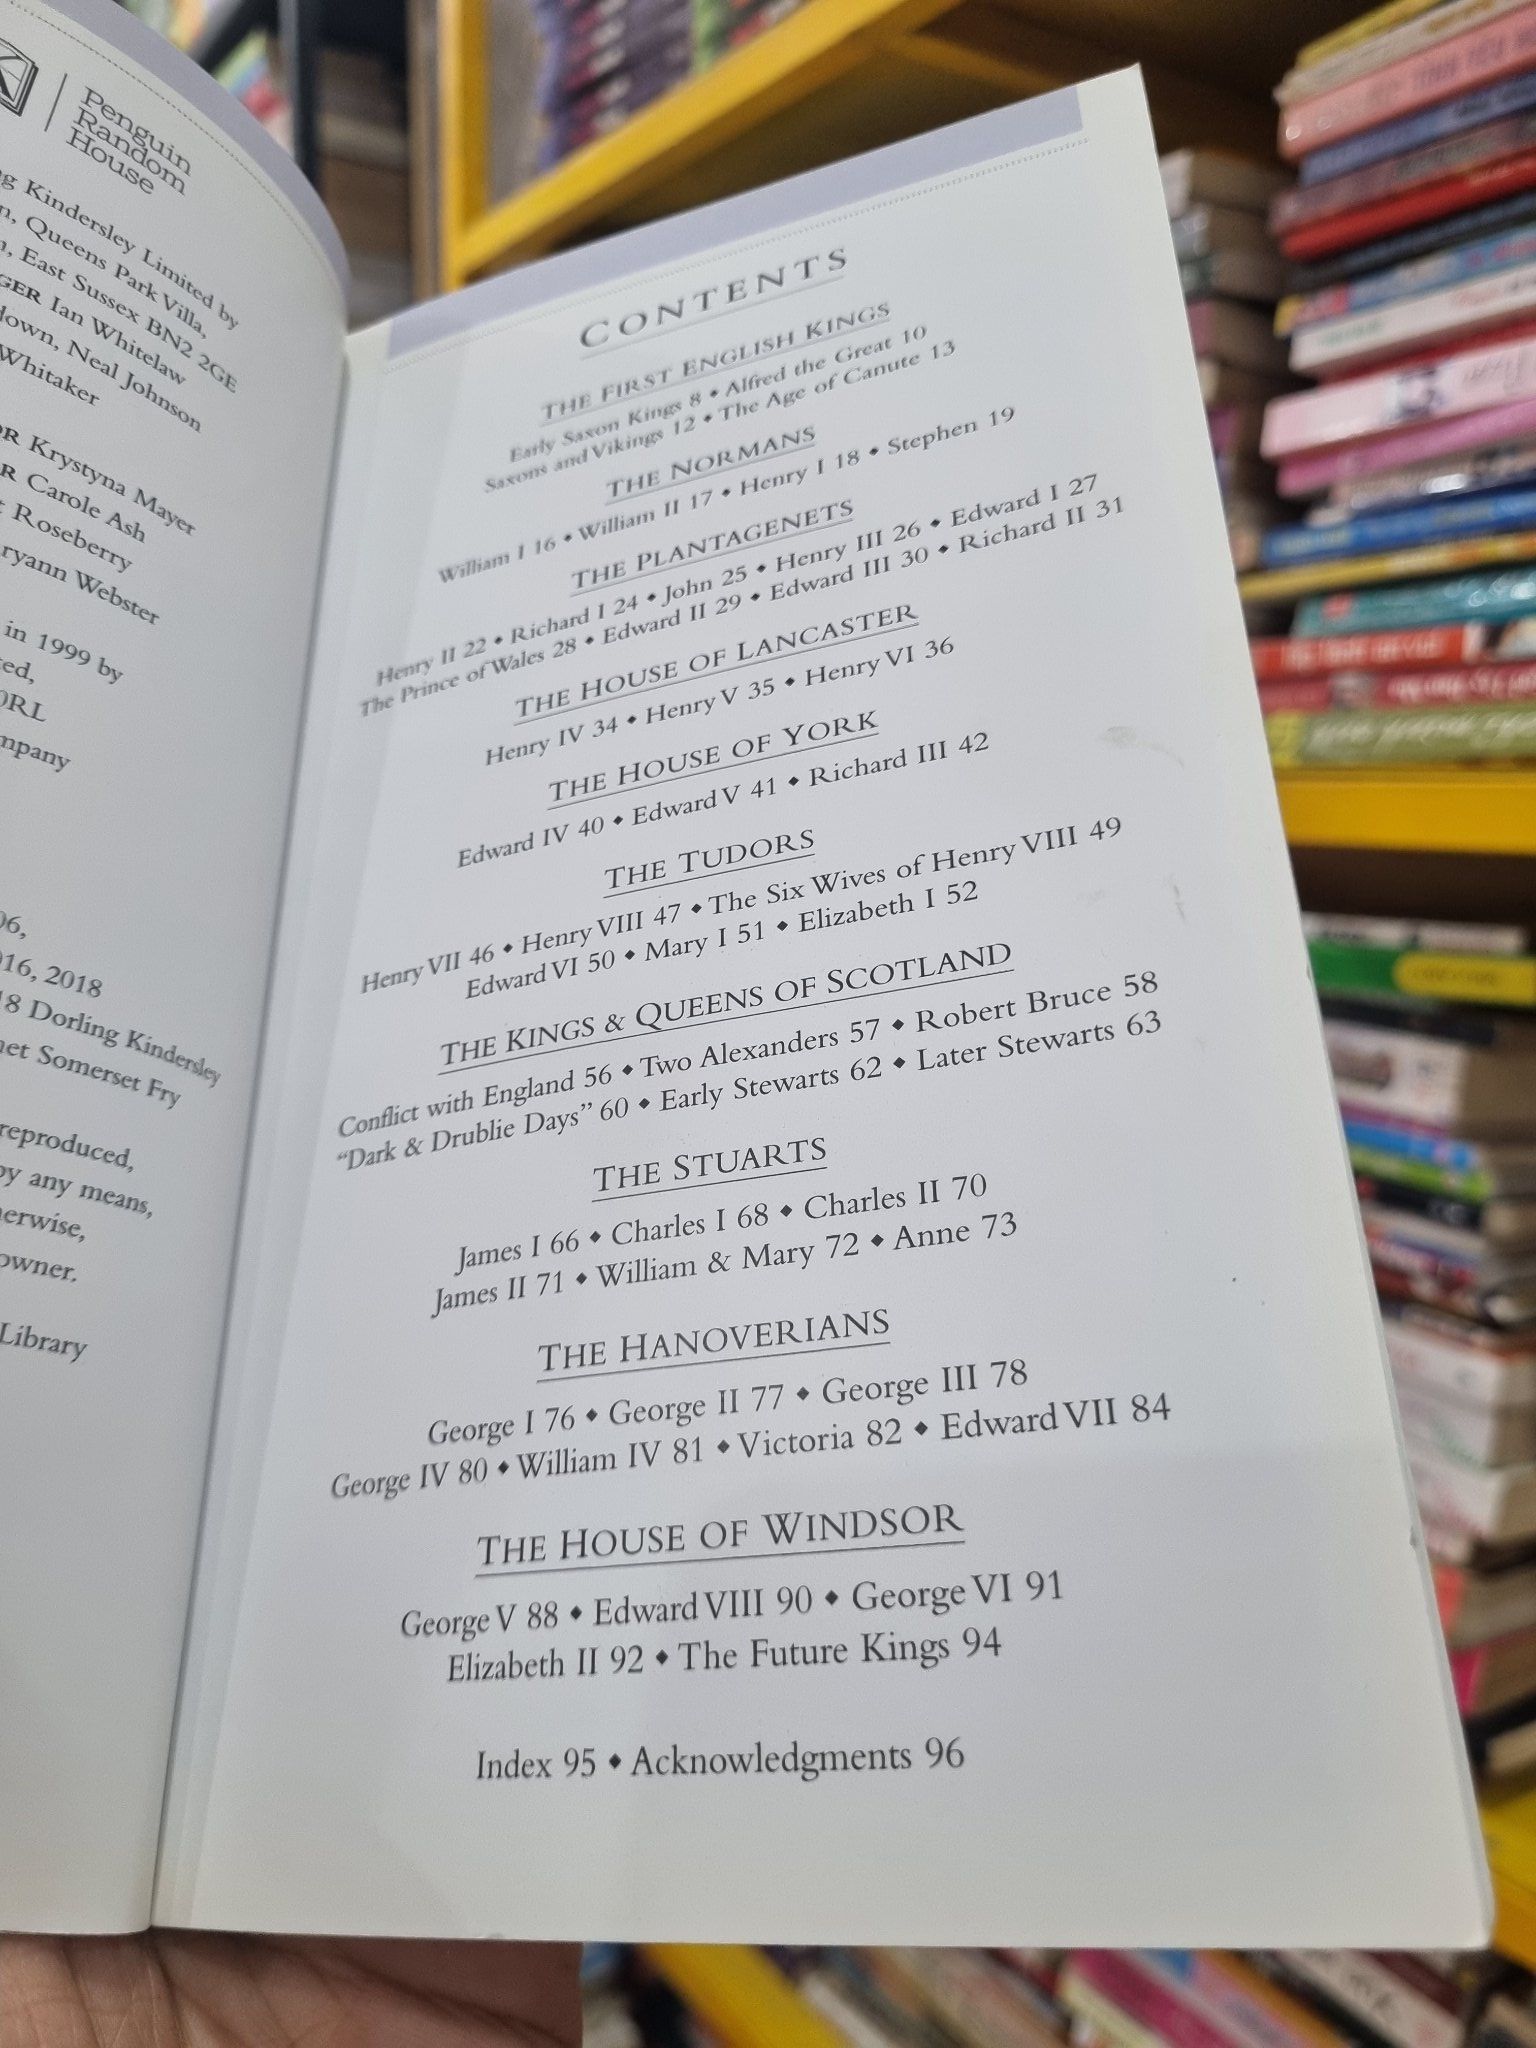 Penguin
Random
House
Kindersley Limited by
Queens Park Villa,
East Sussex BN2 2GE
Ian Whitelaw
Neal Johnson
Whitaker
Krystyna Mayer
Carole Ash
Roseberry
Webster
in 1999 by
0RL
16, 2018
18 Dorling Kindersley
Somerset Fry
reproduced,
by any means,
owner.
Library
CONTENTS
THE FIRST ENGLISH KINGS
Early Saxon Kings 8 ◆ Alfred the Great 10
Saxons and Vikings 12 ◆ The Age of Canute 13
THE NORMANS
William I 16 ◆ William II 17 ◆ Henry I 18 ◆ Stephen 19
THE PLANTAGENETS
Henry II 22 ◆ Richard I 24 ◆ John 25 ◆ Henry III 26 ◆ Edward I 27
The Prince of Wales 28 ◆ Edward II 29 ◆ Edward III 30 ◆ Richard II 31
THE HOUSE OF LANCASTER
Henry IV 34 ◆ Henry V 35 ◆ Henry VI 36
THE HOUSE OF YORK
Edward IV 40 ◆ Edward V 41 ◆ Richard III 42
THE TUDORS
Henry VII 46 ◆ Henry VIII 47 ◆ The Six Wives of Henry VIII 49
Edward VI 50 ◆ Mary I 51 ◆ Elizabeth I 52
THE KINGS & QUEENS OF SCOTLAND
Conflict with England 56 ◆ Two Alexanders 57 ◆ Robert Bruce 58
“Dark & Drublie Days” 60 ◆ Early Stewarts 62 ◆ Later Stewarts 63
THE STUARTS
James I 66 ◆ Charles I 68 ◆ Charles II 70
James II 71 ◆ William & Mary 72 ◆ Anne 73
THE HANOVERIANS
George I 76 ◆ George II 77 ◆ George III 78
George IV 80 ◆ William IV 81 ◆ Victoria 82 ◆ Edward VII 84
THE HOUSE OF WINDSOR
George V 88 ◆ Edward VIII 90 ◆ George VI 91
Elizabeth II 92 ◆ The Future Kings 94
Index 95 ◆ Acknowledgments 96